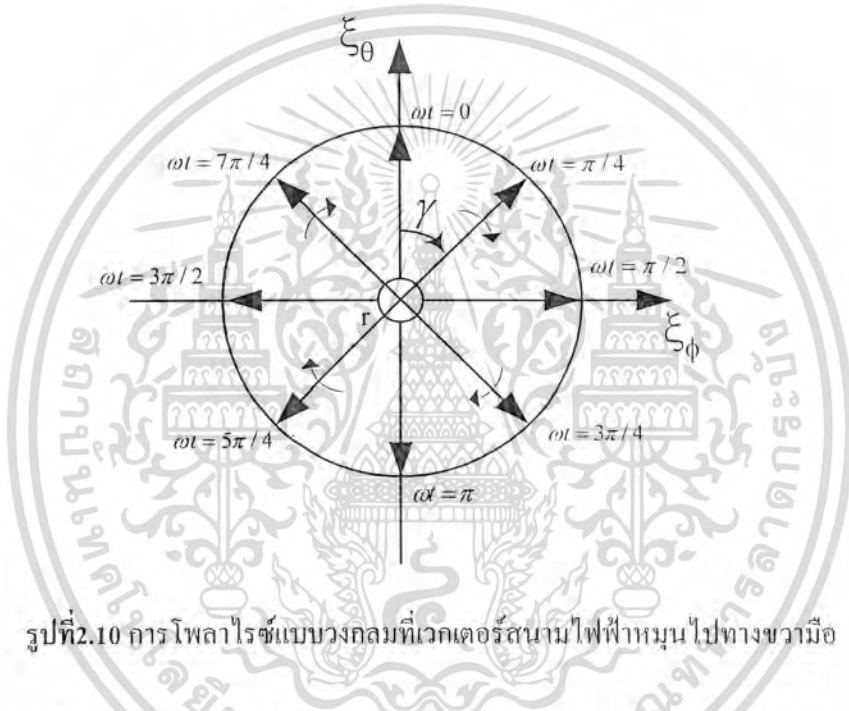 ξθ
ωt = 0
ωt = 7π/4
ωt = π/4
γ
ωt = 3π/2
ωt = π/2
r
ξφ
ωt = 5π/4
ωt = 3π/4
ωt = π
รูปที่2.10 การโพลาไรซ์แบบวงกลมที่เวกเตอร์สนามไฟฟ้าหมุนไปทางขวามือ